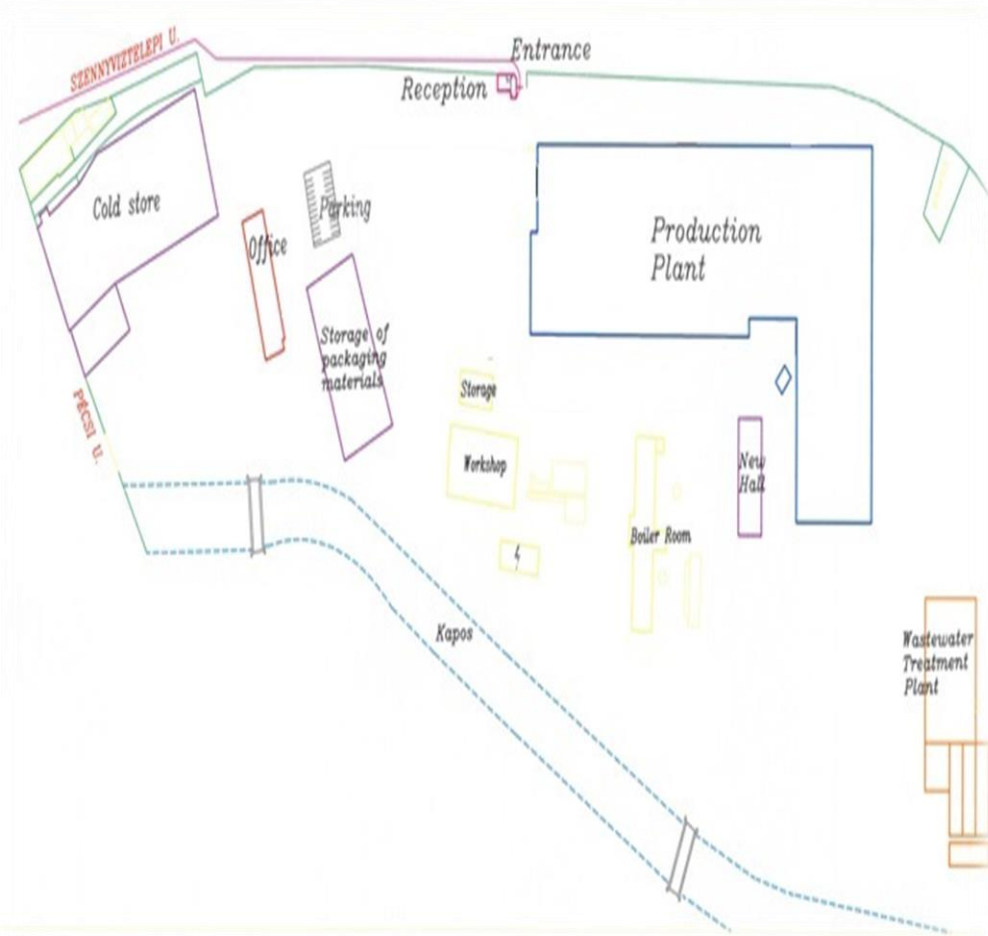 SZENNYVIZTELEPI U.
Entrance
Reception
Cold store
Parking
Office
Production
Plant
Storage of
packaging
materials
Storage
PÉCSI U.
Workshop
New
Hall
Boiler Room
Kapos
Wastewater
Treatment
Plant